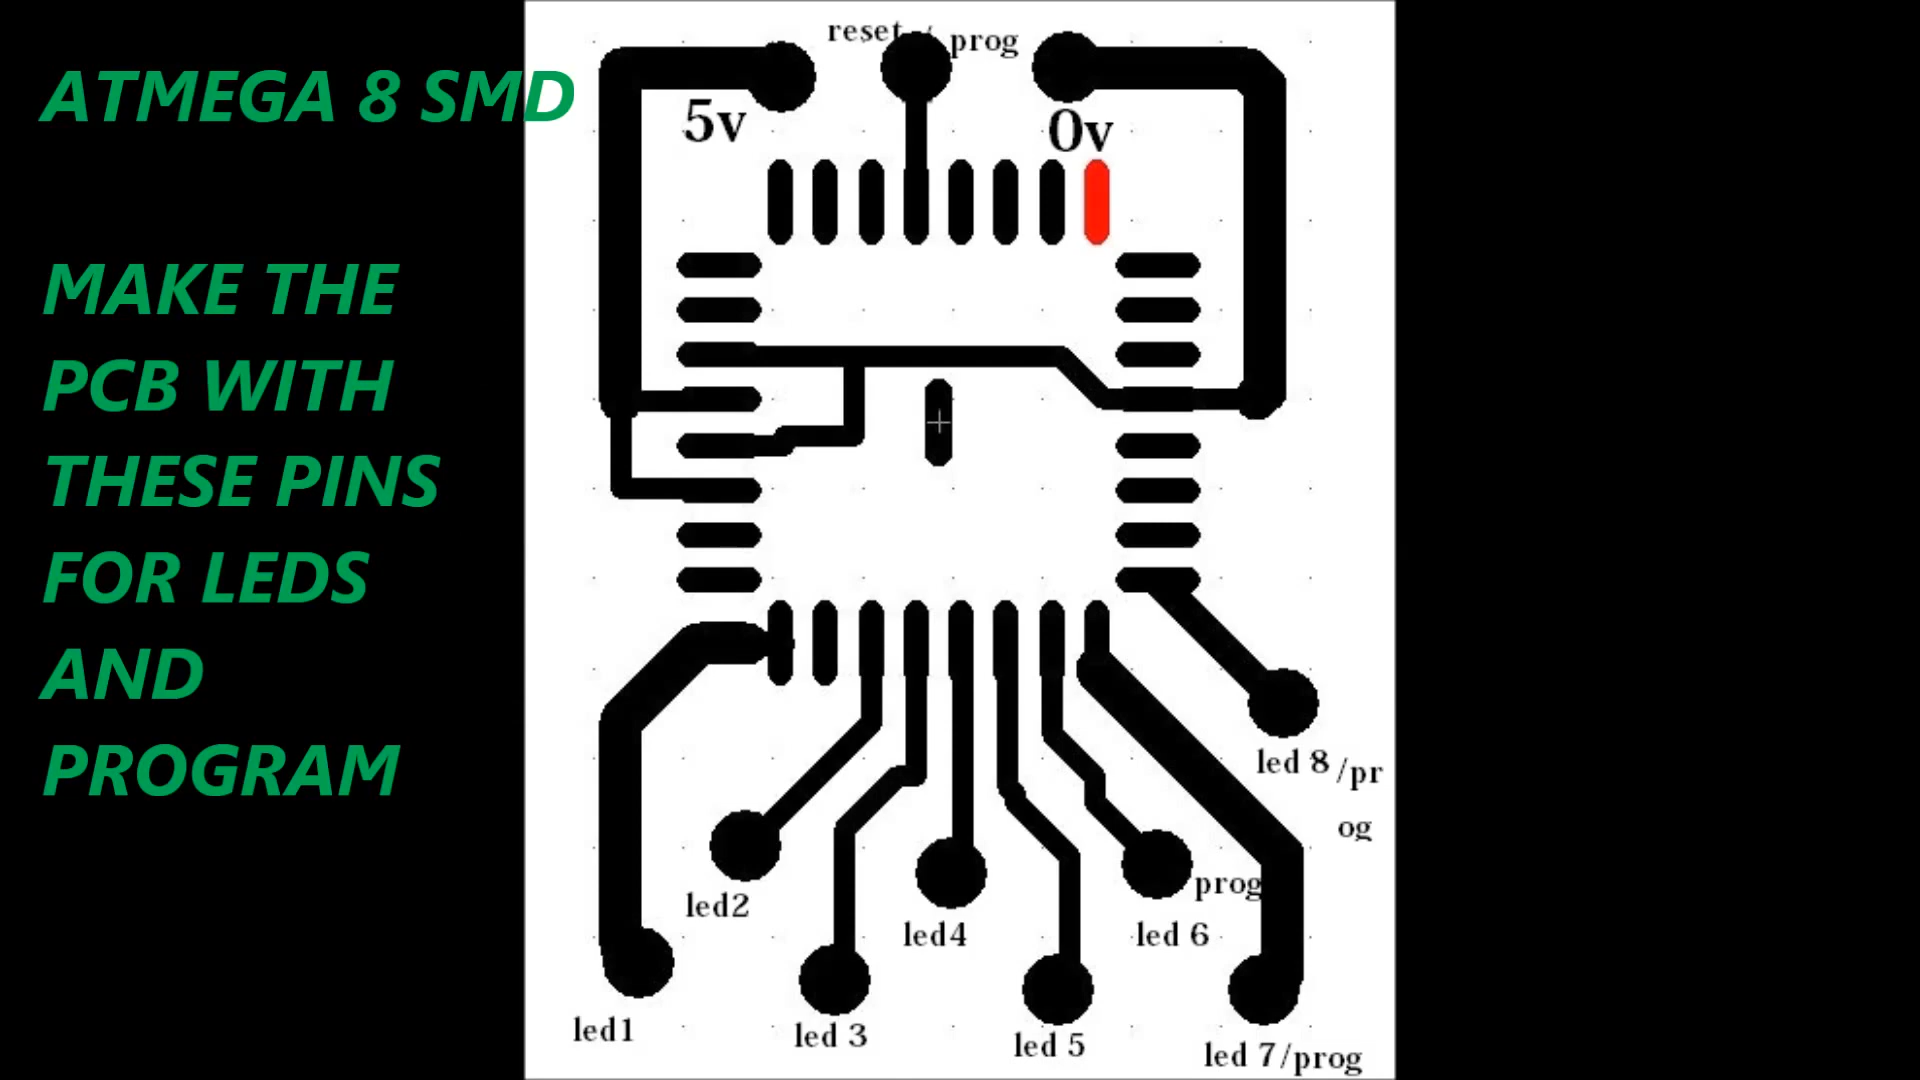 ATMEGA 8 SMD
MAKE THE
PCB WITH
THESE PINS
FOR LEDS
AND
PROGRAM
reset / prog
5v
0v
led 8 /pr
og
led2
prog
led4
led 6
led1
led 3
led 5
led 7/prog